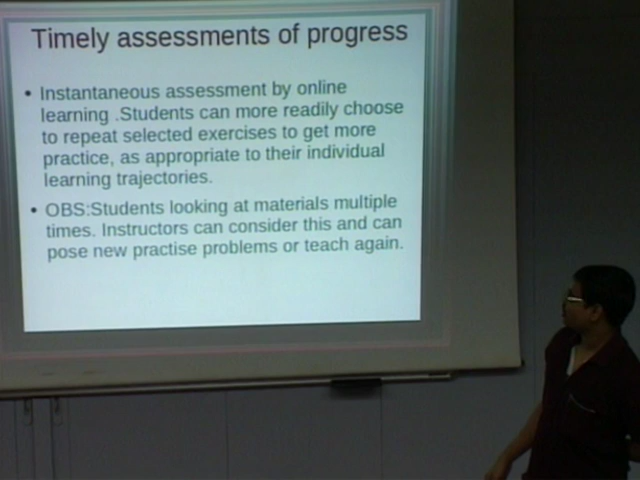 Timely assessments of progress
• Instantaneous assessment by online
learning .Students can more readily choose
to repeat selected exercises to get more
practice, as appropriate to their individual
learning trajectories.
• OBS:Students looking at materials multiple
times. Instructors can consider this and can
pose new practise problems or teach again.